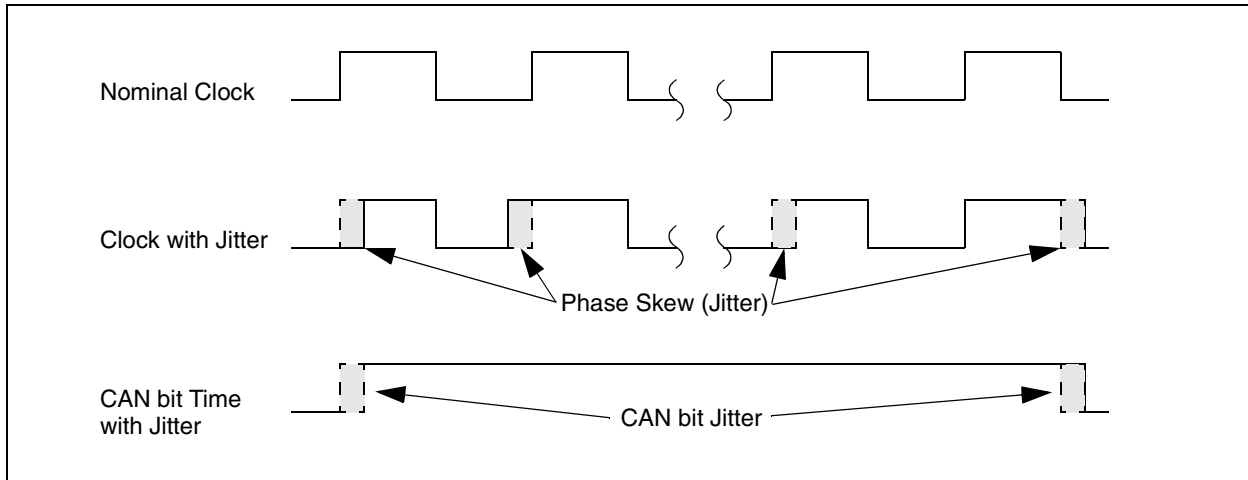 Nominal Clock
Clock with Jitter
Phase Skew (Jitter)
CAN bit Time
with Jitter
CAN bit Jitter